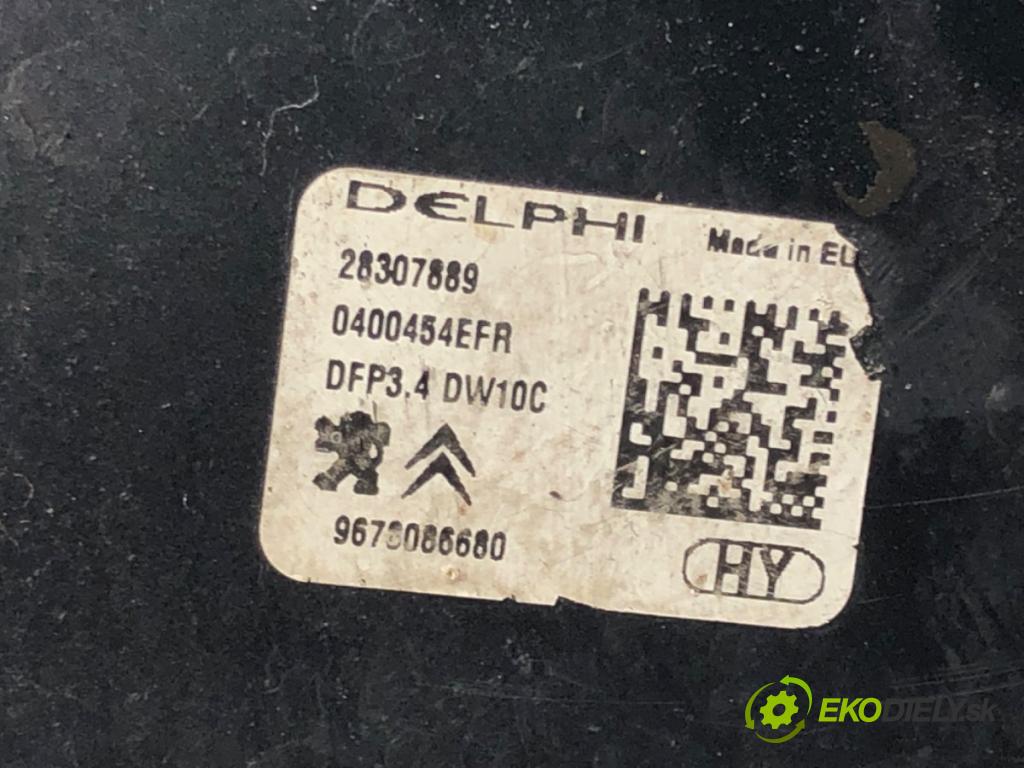 DELPHI
Made in EU
28307889
0400454EFR
DFP3.4 DW10C
9673086680
HY
EKODIELY.sk